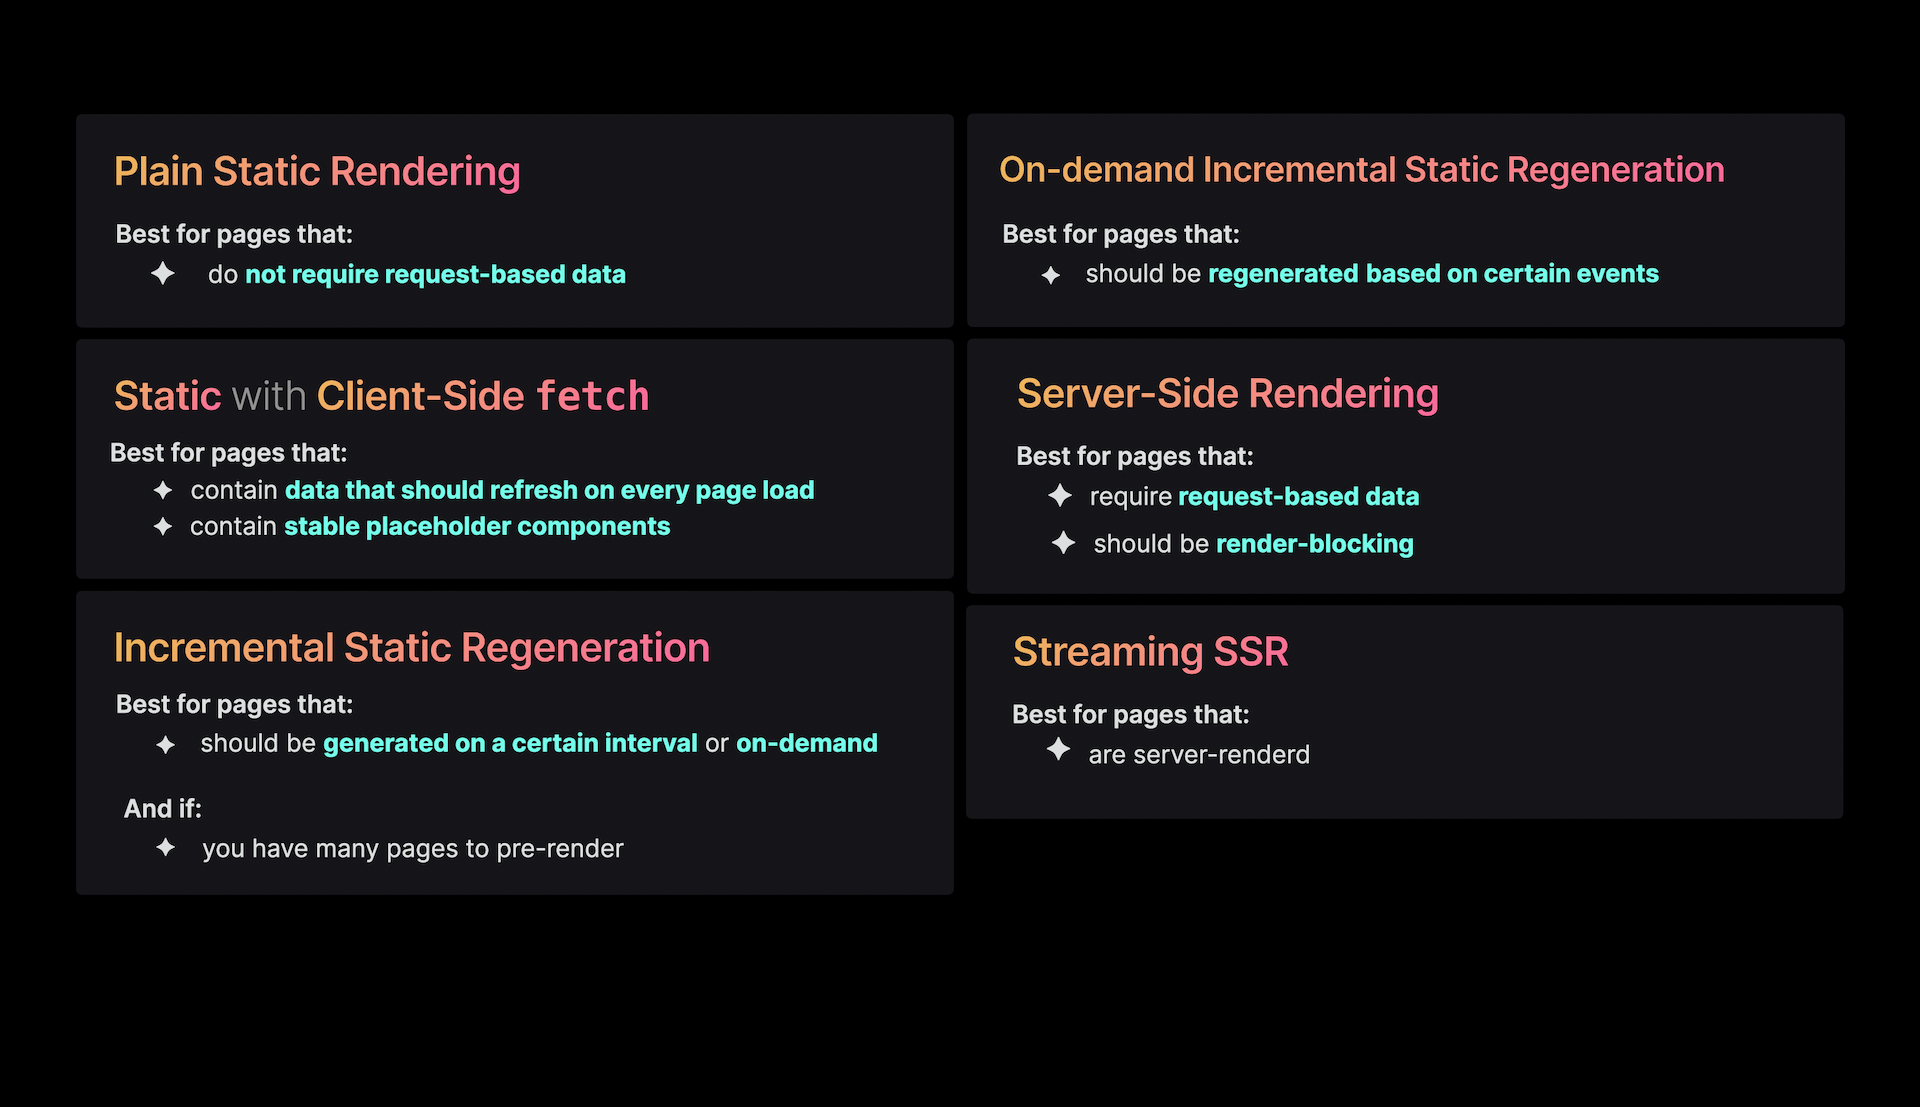 Plain Static Rendering
Best for pages that:
do not require request-based data
Static with Client-Side fetch
Best for pages that:
contain data that should refresh on every page load
contain stable placeholder components
Incremental Static Regeneration
Best for pages that:
should be generated on a certain interval or on-demand
And if:
you have many pages to pre-render
On-demand Incremental Static Regeneration
Best for pages that:
should be regenerated based on certain events
Server-Side Rendering
Best for pages that:
require request-based data
should be render-blocking
Streaming SSR
Best for pages that:
are server-renderd